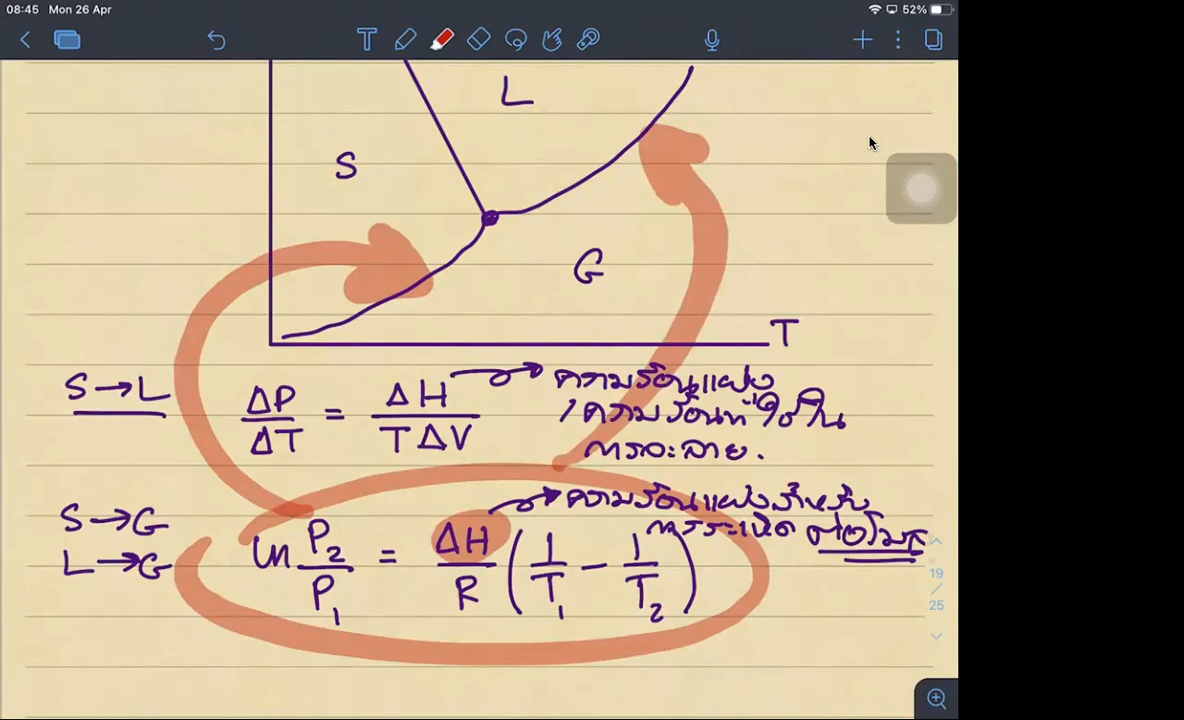 08:45 Mon 26 Apr 52%
L
S
G
T
S → L
ΔP/ΔT = ΔH/TΔV → ความร้อนแฝง
/ความร้อนที่ใช้ใน
การละลาย.
S → G
L → G
ln P₂/P₁ = ΔH/R (1/T₁ − 1/T₂) → ความร้อนแฝงสำหรับ
การระเหิด ต่อโมล
19
/
25